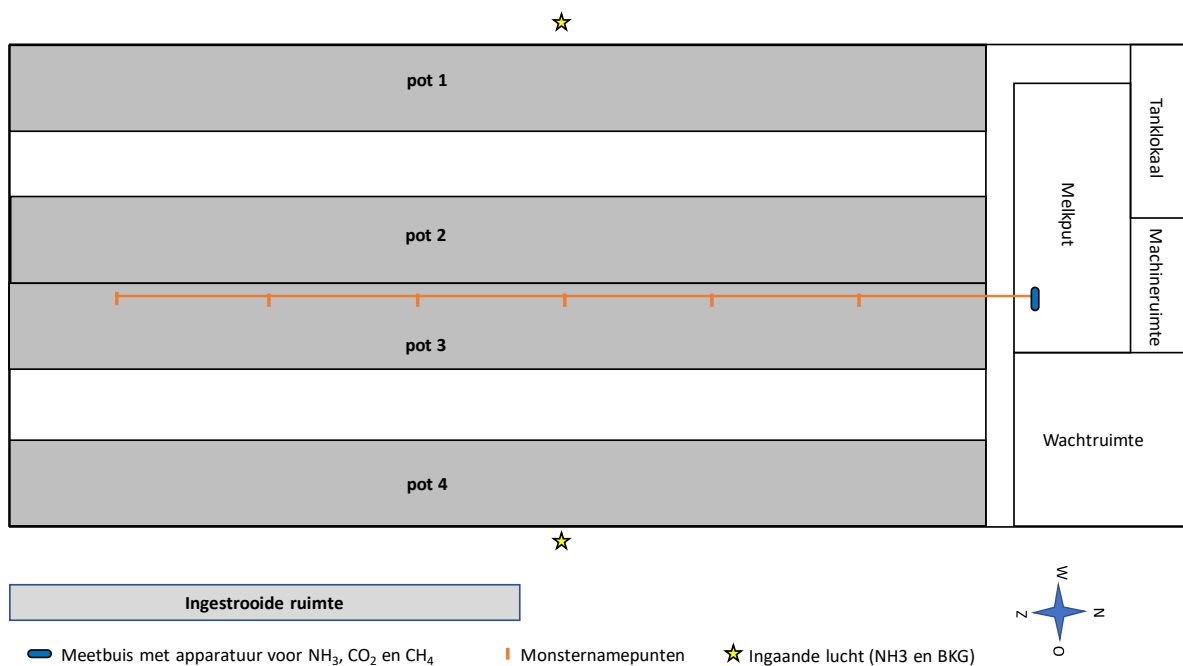 pot 1
pot 2
pot 3
pot 4
Tanklokaal
Melkput
Machineruimte
Wachtruimte
Ingestrooide ruimte
W
N
Z
O
Meetbuis met apparatuur voor NH₃, CO₂ en CH₄
Monsternamepunten
Ingaande lucht (NH3 en BKG)